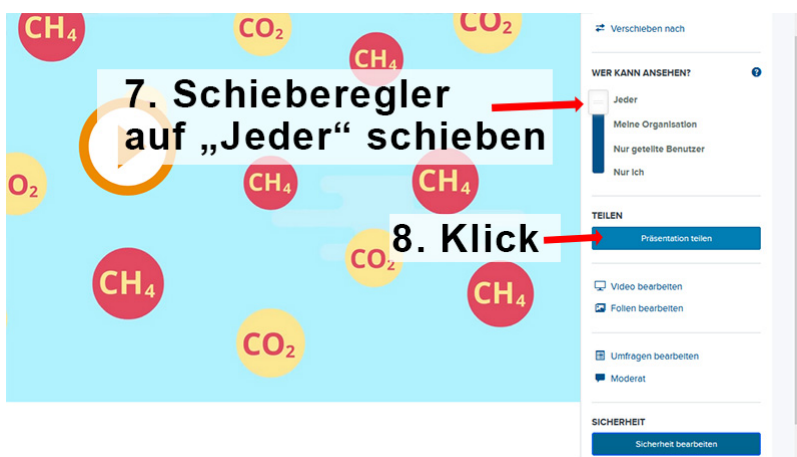 CH₄
CO₂
CO₂
CH₄
7. Schieberegler
auf „Jeder“ schieben
O₂
CH₄
CH₄
8. Klick
CO₂
CH₄
CH₄
CO₂
Verschieben nach
WER KANN ANSEHEN?
?
Jeder
Meine Organisation
Nur geteilte Benutzer
Nur Ich
TEILEN
Präsentation teilen
Video bearbeiten
Folien bearbeiten
Umfragen bearbeiten
Moderat
SICHERHEIT
Sicherheit bearbeiten